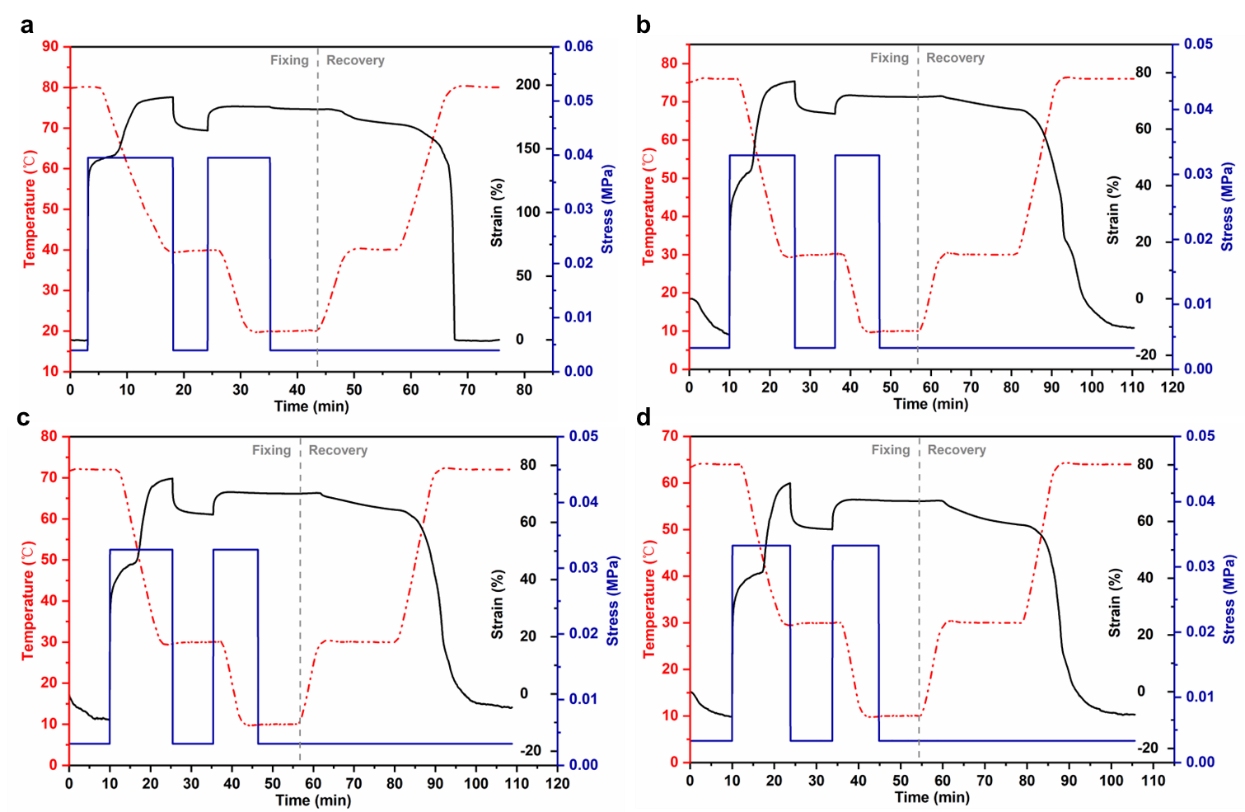 a
Fixing Recovery
90
80
70
60
50
40
30
20
10
Temperature (℃)
0 10 20 30 40 50 60 70 80
Time (min)
200
150
100
50
0
Strain (%)
0.06
0.05
0.04
0.03
0.02
0.01
0.00
Stress (MPa)
b
Fixing Recovery
80
70
60
50
40
30
20
10
0
Temperature (℃)
0 10 20 30 40 50 60 70 80 90 100 110 120
Time (min)
80
60
40
20
0
-20
Strain (%)
0.05
0.04
0.03
0.02
0.01
0.00
Stress (MPa)
c
Fixing Recovery
80
70
60
50
40
30
20
10
0
Temperature (℃)
0 10 20 30 40 50 60 70 80 90 100 110 120
Time (min)
80
60
40
20
0
-20
Strain (%)
0.05
0.04
0.03
0.02
0.01
0.00
Stress (MPa)
d
Fixing Recovery
70
60
50
40
30
20
10
0
Temperature (℃)
0 10 20 30 40 50 60 70 80 90 100 110
Time (min)
80
60
40
20
0
-20
Strain (%)
0.05
0.04
0.03
0.02
0.01
0.00
Stress (MPa)